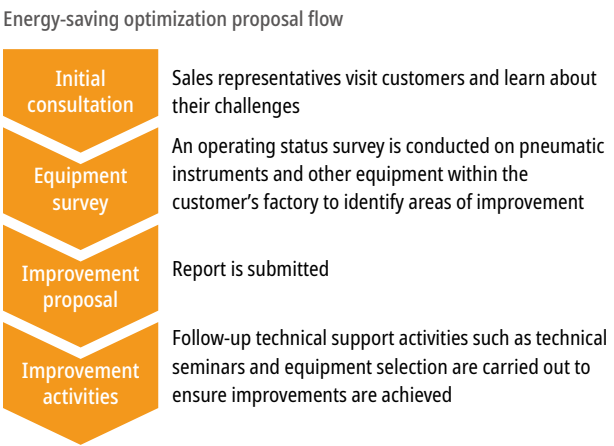 Energy-saving optimization proposal flow
Initial
consultation
Sales representatives visit customers and learn about
their challenges
Equipment
survey
An operating status survey is conducted on pneumatic
instruments and other equipment within the
customer’s factory to identify areas of improvement
Improvement
proposal
Report is submitted
Improvement
activities
Follow-up technical support activities such as technical
seminars and equipment selection are carried out to
ensure improvements are achieved